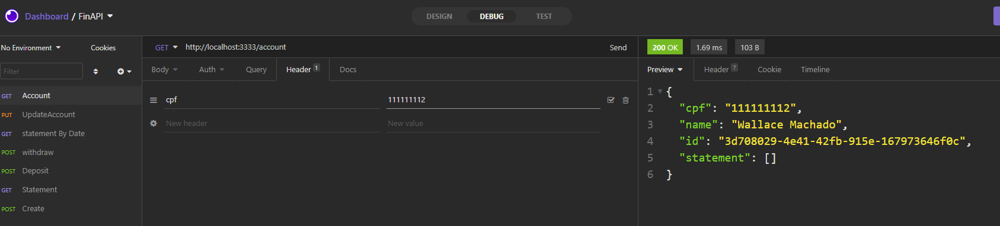 Dashboard / FinAPI
DESIGN DEBUG TEST
No Environment Cookies
Filter
GET Account
PUT UpdateAccount
GET statement By Date
POST withdraw
POST Deposit
GET Statement
POST Create
GET http://localhost:3333/account Send
Body Auth Query Header 1 Docs
cpf 111111112
New header New value
200 OK 1.69 ms 103 B
Preview Header 7 Cookie Timeline
1 {
2 "cpf": "111111112",
3 "name": "Wallace Machado",
4 "id": "3d708029-4e41-42fb-915e-167973646f0c",
5 "statement": []
6 }